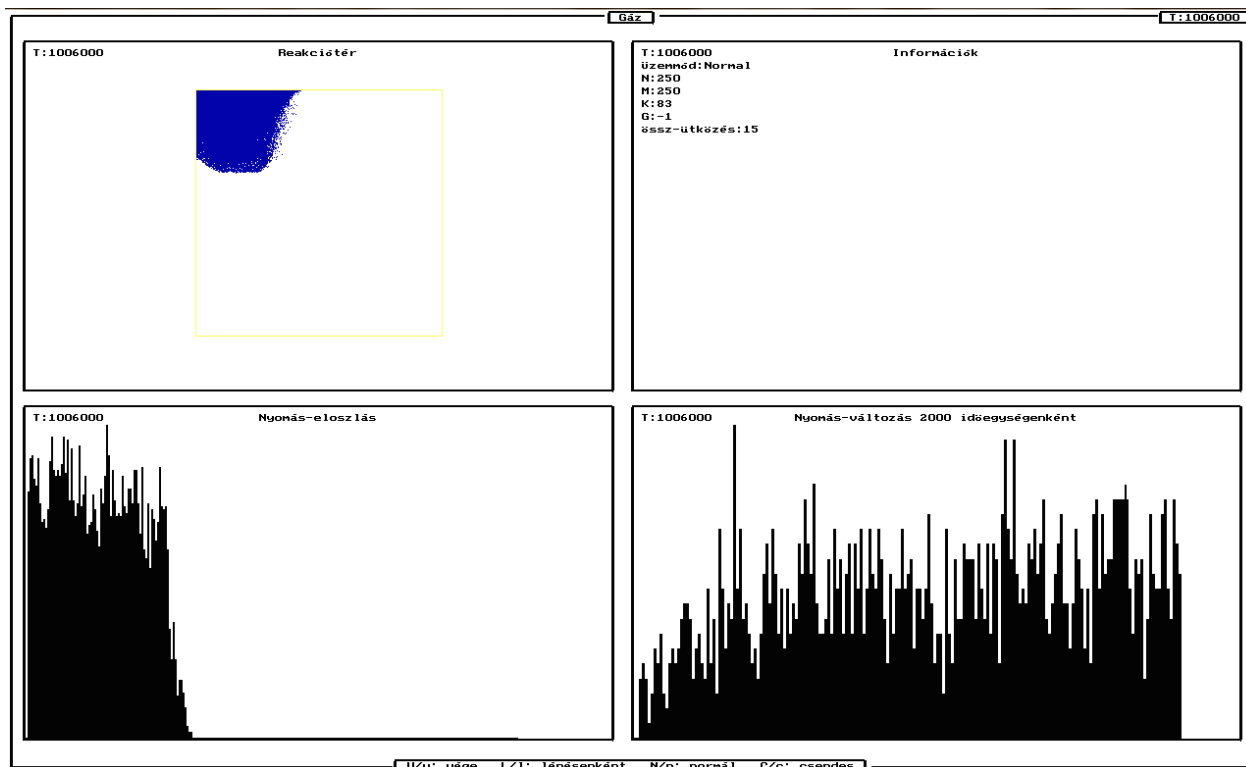 Gáz
T:1006000
T:1006000 Reakciótér
T:1006000 Információk
üzemmód:Normal
N:250
M:250
K:83
G:-1
össz-ütközés:15
T:1006000 Nyomás-eloszlás
T:1006000 Nyomás-változás 2000 időegységenként
V/v: vége L/l: lépésenként N/n: normál C/c: csendes